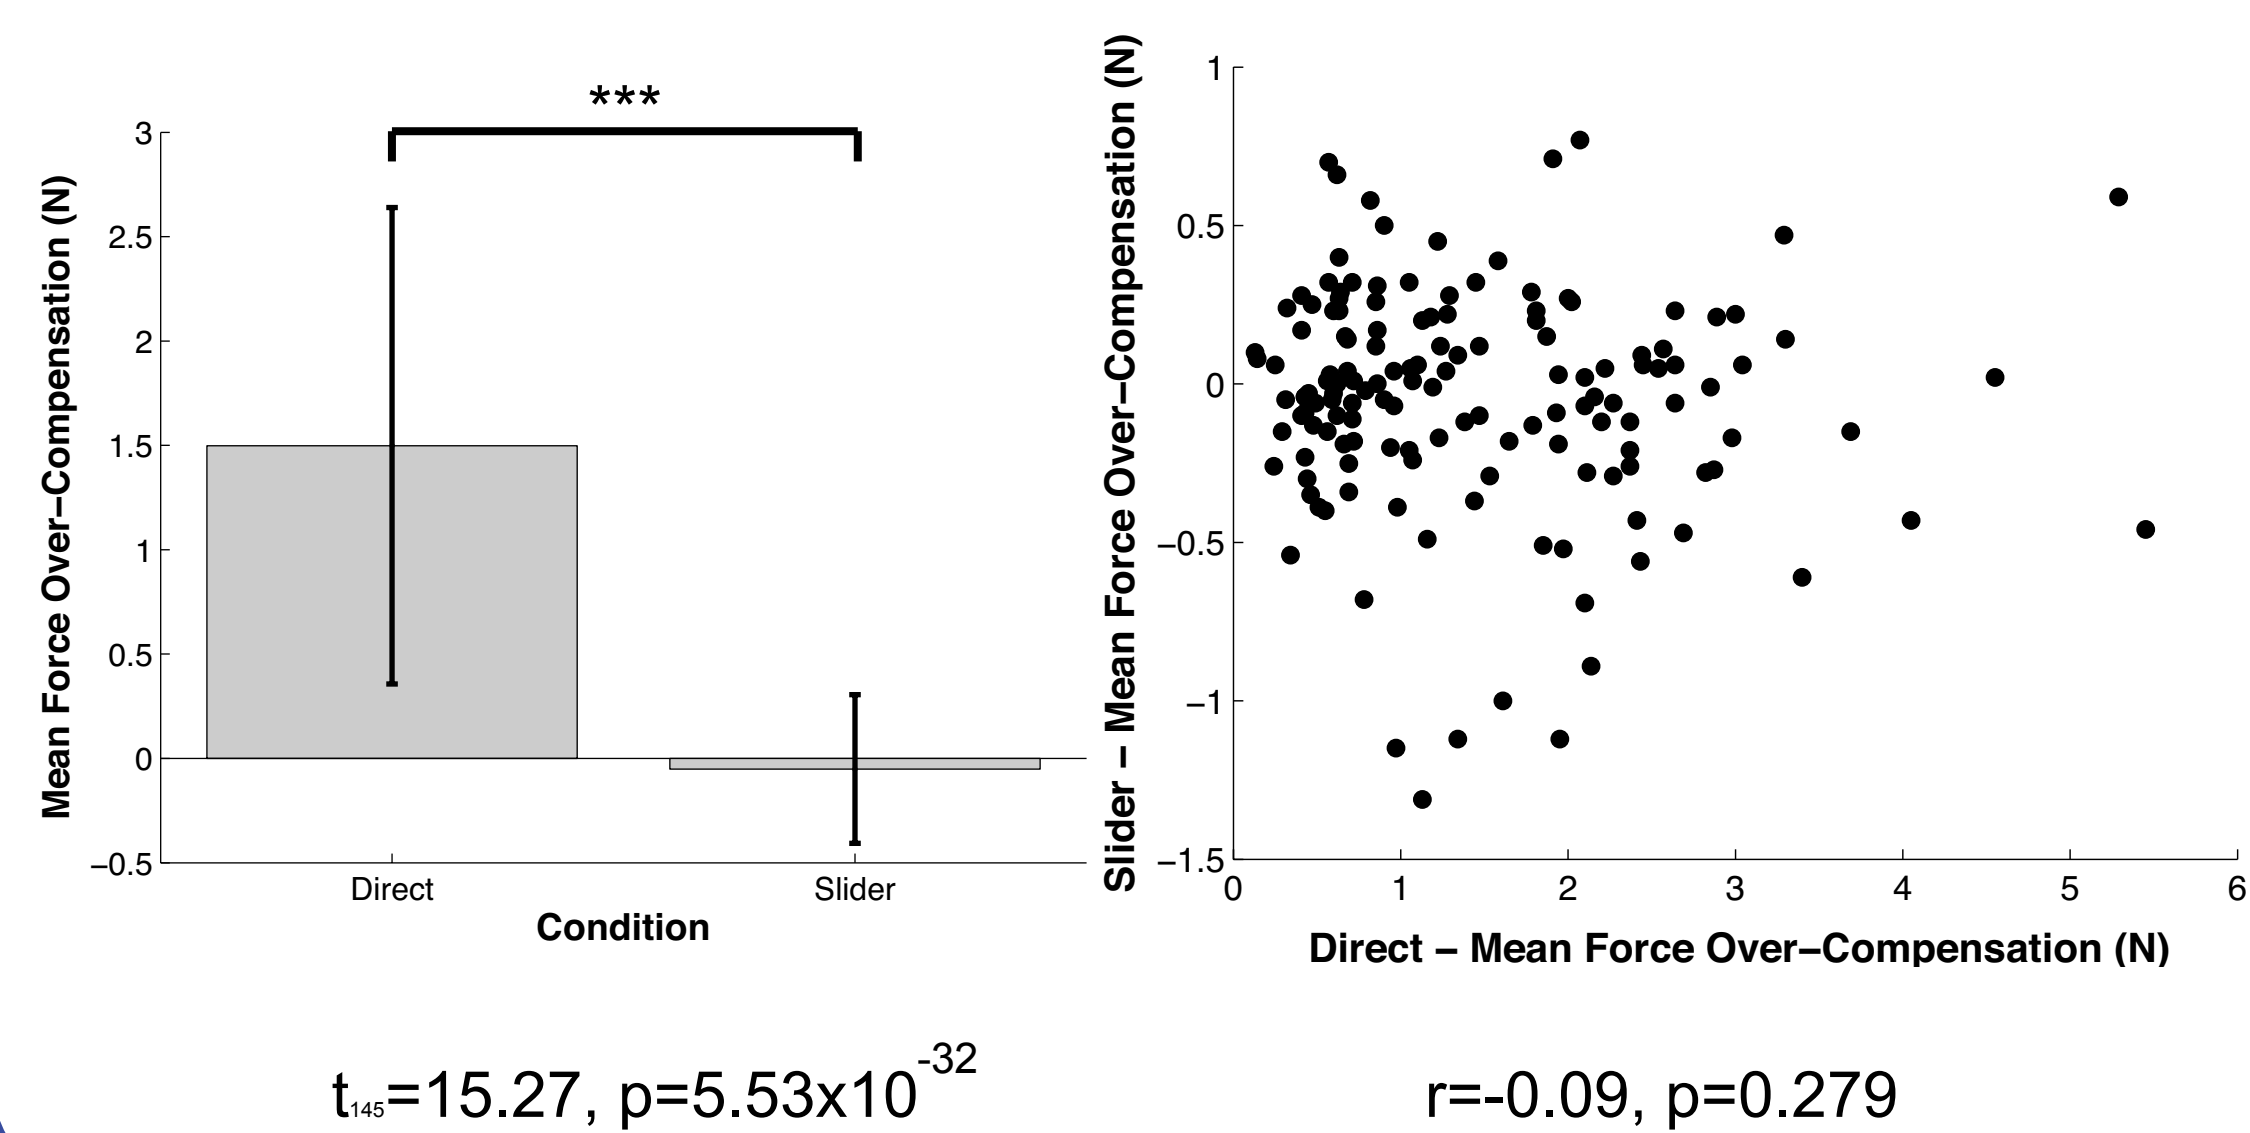 ***
Mean Force Over−Compensation (N)
3
2.5
2
1.5
1
0.5
0
−0.5
Direct
Slider
Condition
t145=15.27, p=5.53x10-32
Slider − Mean Force Over−Compensation (N)
1
0.5
0
−0.5
−1
−1.5
0 1 2 3 4 5 6
Direct − Mean Force Over−Compensation (N)
r=-0.09, p=0.279